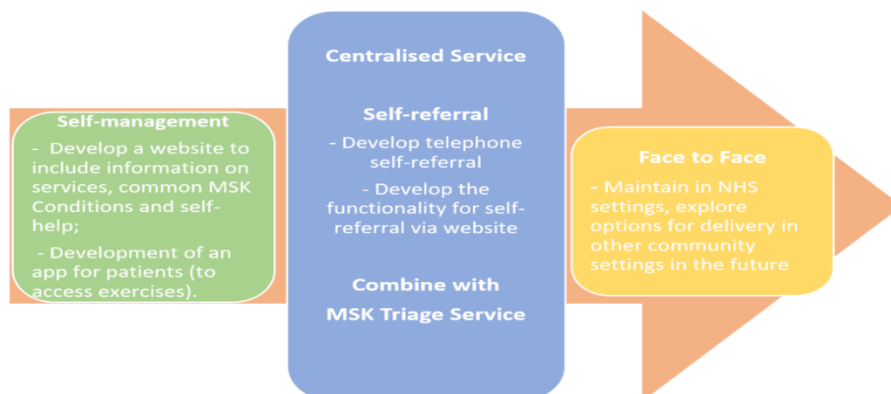 Self-management
- Develop a website to
include information on
services, common MSK
Conditions and self-
help;
- Development of an
app for patients (to
access exercises).
Centralised Service
Self-referral
- Develop telephone
self-referral
- Develop the
functionality for self-
referral via website
Combine with
MSK Triage Service
Face to Face
- Maintain in NHS
settings, explore
options for delivery in
other community
settings in the future